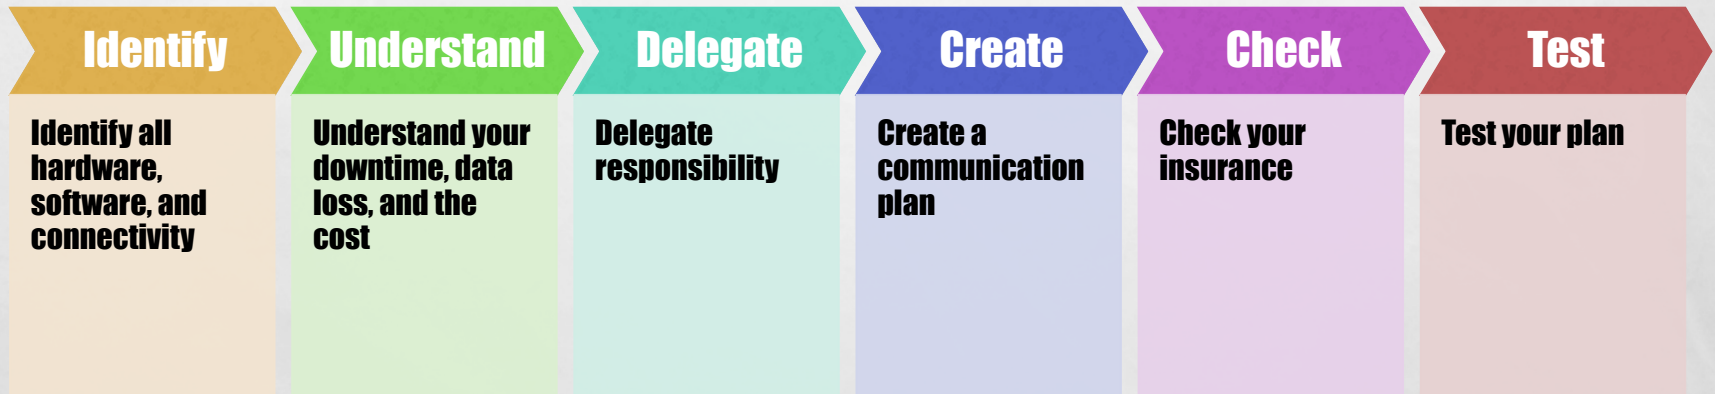 Identify
Identify all
hardware,
software, and
connectivity
Understand
Understand your
downtime, data
loss, and the
cost
Delegate
Delegate
responsibility
Create
Create a
communication
plan
Check
Check your
insurance
Test
Test your plan